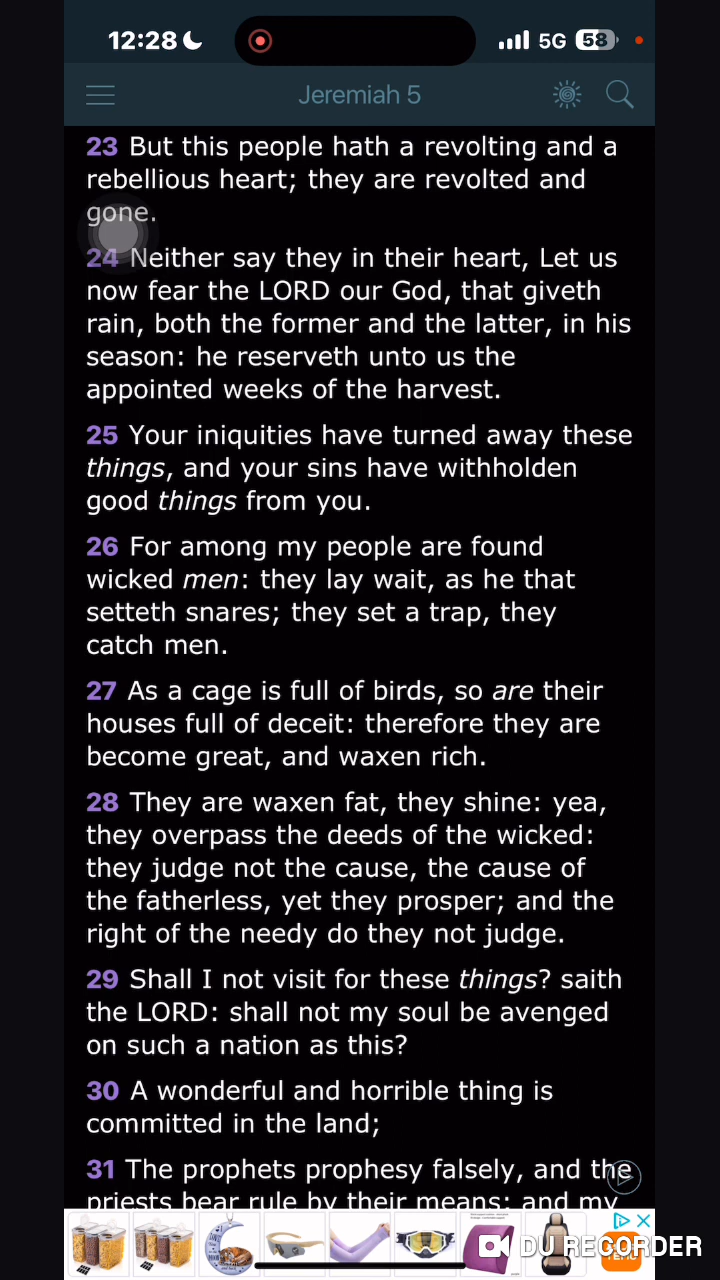 12:28
5G 58
Jeremiah 5
23 But this people hath a revolting and a
rebellious heart; they are revolted and
gone.
24 Neither say they in their heart, Let us
now fear the LORD our God, that giveth
rain, both the former and the latter, in his
season: he reserveth unto us the
appointed weeks of the harvest.
25 Your iniquities have turned away these
things, and your sins have withholden
good things from you.
26 For among my people are found
wicked men: they lay wait, as he that
setteth snares; they set a trap, they
catch men.
27 As a cage is full of birds, so are their
houses full of deceit: therefore they are
become great, and waxen rich.
28 They are waxen fat, they shine: yea,
they overpass the deeds of the wicked:
they judge not the cause, the cause of
the fatherless, yet they prosper; and the
right of the needy do they not judge.
29 Shall I not visit for these things? saith
the LORD: shall not my soul be avenged
on such a nation as this?
30 A wonderful and horrible thing is
committed in the land;
31 The prophets prophesy falsely, and the
priests bear rule by their means; and my
DU RECORDER